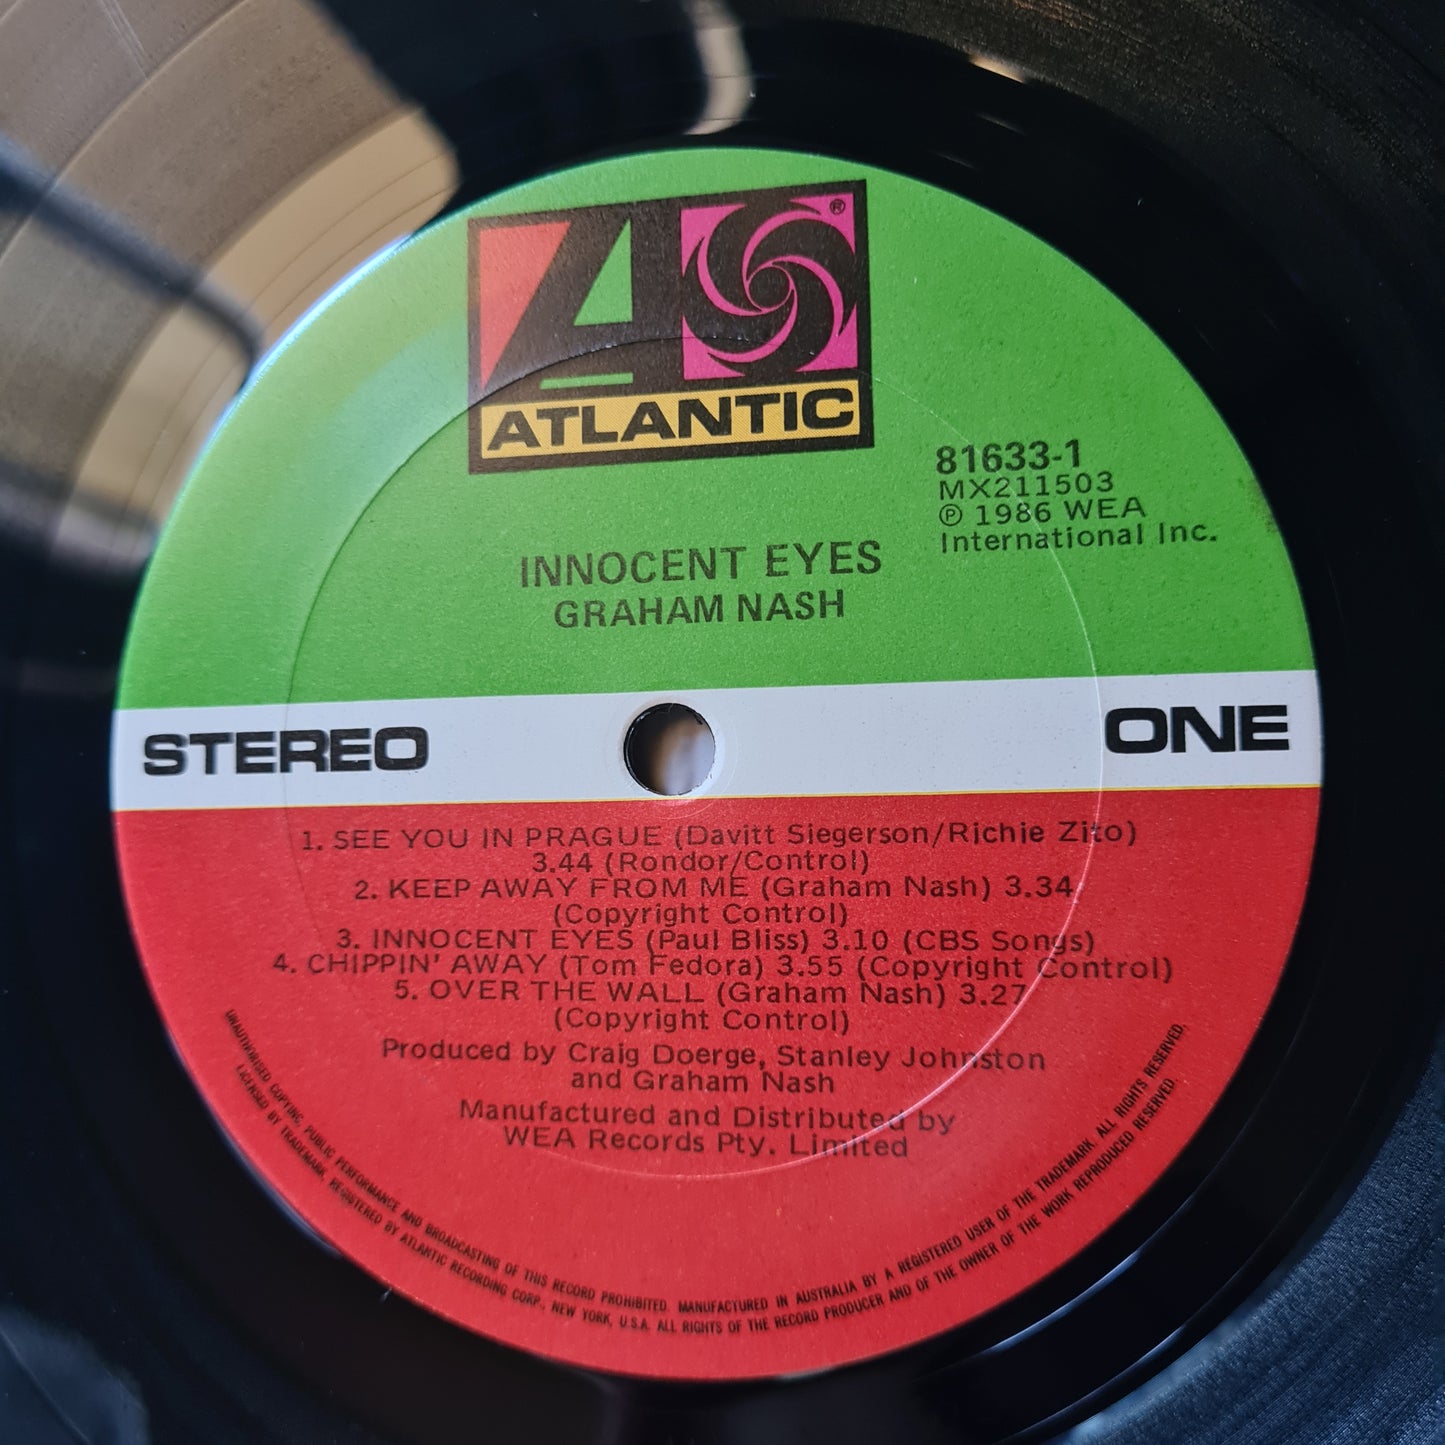 ATLANTIC
®
81633-1
MX211503
℗ 1986 WEA
International Inc.
INNOCENT EYES
GRAHAM NASH
STEREO
ONE
1. SEE YOU IN PRAGUE (Davitt Siegerson/Richie Zito)
3.44 (Rondor/Control)
2. KEEP AWAY FROM ME (Graham Nash) 3.34
(Copyright Control)
3. INNOCENT EYES (Paul Bliss) 3.10 (CBS Songs)
4. CHIPPIN' AWAY (Tom Fedora) 3.55 (Copyright Control)
5. OVER THE WALL (Graham Nash) 3.27
(Copyright Control)
Produced by Craig Doerge, Stanley Johnston
and Graham Nash
Manufactured and Distributed by
WEA Records Pty. Limited
UNAUTHORISED COPYING, PUBLIC PERFORMANCE AND BROADCASTING OF THIS RECORD PROHIBITED. MANUFACTURED IN AUSTRALIA BY A REGISTERED USER OF THE TRADEMARK. ALL RIGHTS RESERVED.
LICENSED BY TRADEMARK. REGISTERED BY ATLANTIC RECORDING CORP., NEW YORK, U.S.A. ALL RIGHTS OF THE RECORD PRODUCER AND OF THE OWNER OF THE WORK REPRODUCED RESERVED.